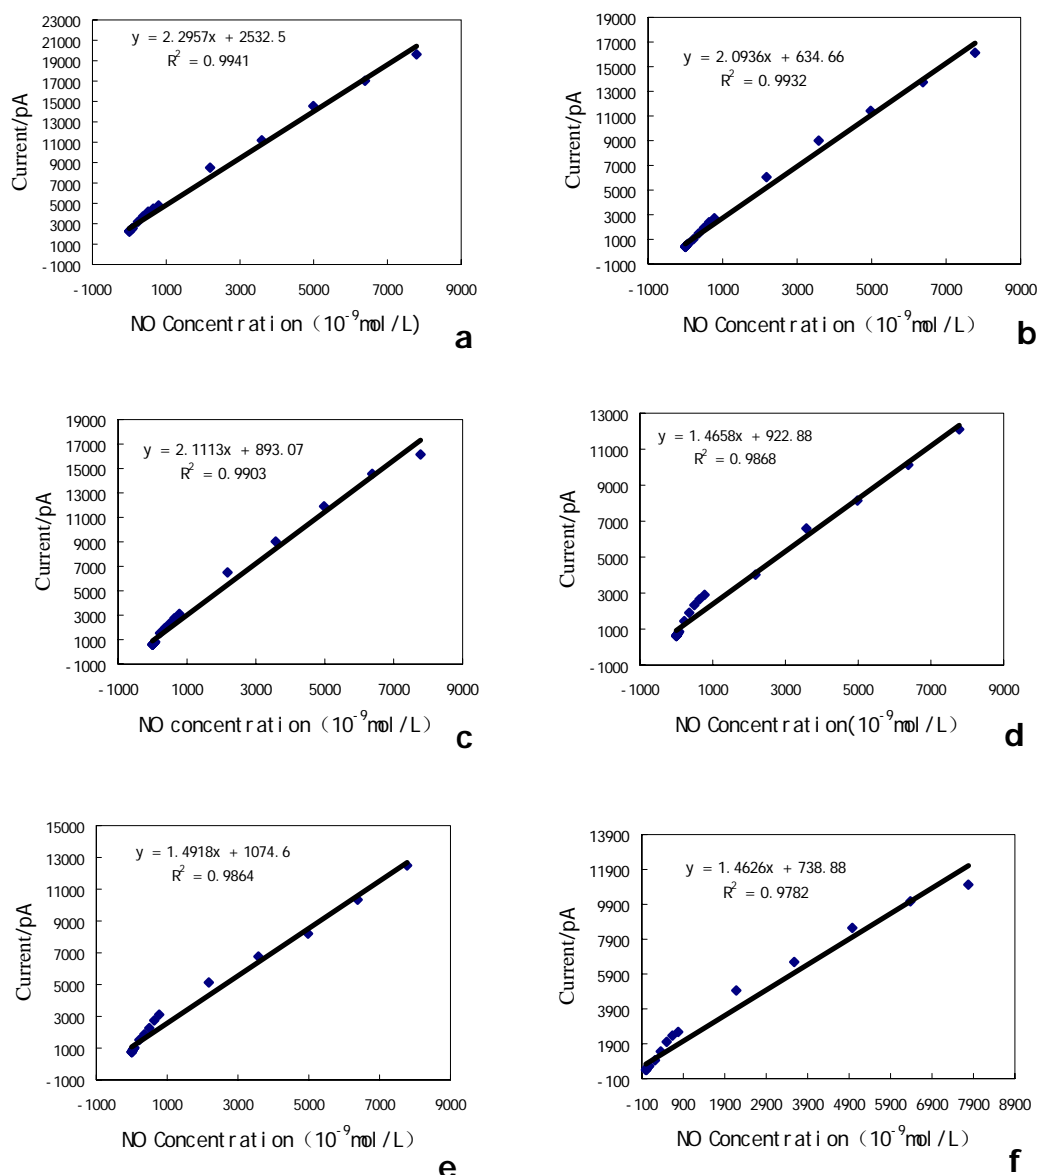 y = 2.2957x + 2532.5
R² = 0.9941
23000
21000
19000
17000
15000
13000
11000
9000
7000
5000
3000
1000
-1000
Current/pA
-1000 1000 3000 5000 7000 9000
NO Concentration（10⁻⁹mol/L)
a
y = 2.0936x + 634.66
R² = 0.9932
19000
17000
15000
13000
11000
9000
7000
5000
3000
1000
-1000
Current/pA
-1000 1000 3000 5000 7000 9000
NO Concentration（10⁻⁹mol/L）
b
y = 2.1113x + 893.07
R² = 0.9903
19000
17000
15000
13000
11000
9000
7000
5000
3000
1000
-1000
Current/pA
-1000 1000 3000 5000 7000 9000
NO concentration（10⁻⁹mol/L）
c
y = 1.4658x + 922.88
R² = 0.9868
13000
11000
9000
7000
5000
3000
1000
-1000
Current/pA
-1000 1000 3000 5000 7000 9000
NO Concentration(10⁻⁹mol/L）
d
y = 1.4918x + 1074.6
R² = 0.9864
15000
13000
11000
9000
7000
5000
3000
1000
-1000
Current/pA
-1000 1000 3000 5000 7000 9000
NO Concentration（10⁻⁹mol/L）
e
y = 1.4626x + 738.88
R² = 0.9782
13900
11900
9900
7900
5900
3900
1900
-100
Current/pA
-100 900 1900 2900 3900 4900 5900 6900 7900 8900
NO Concentration（10⁻⁹mol/L）
f